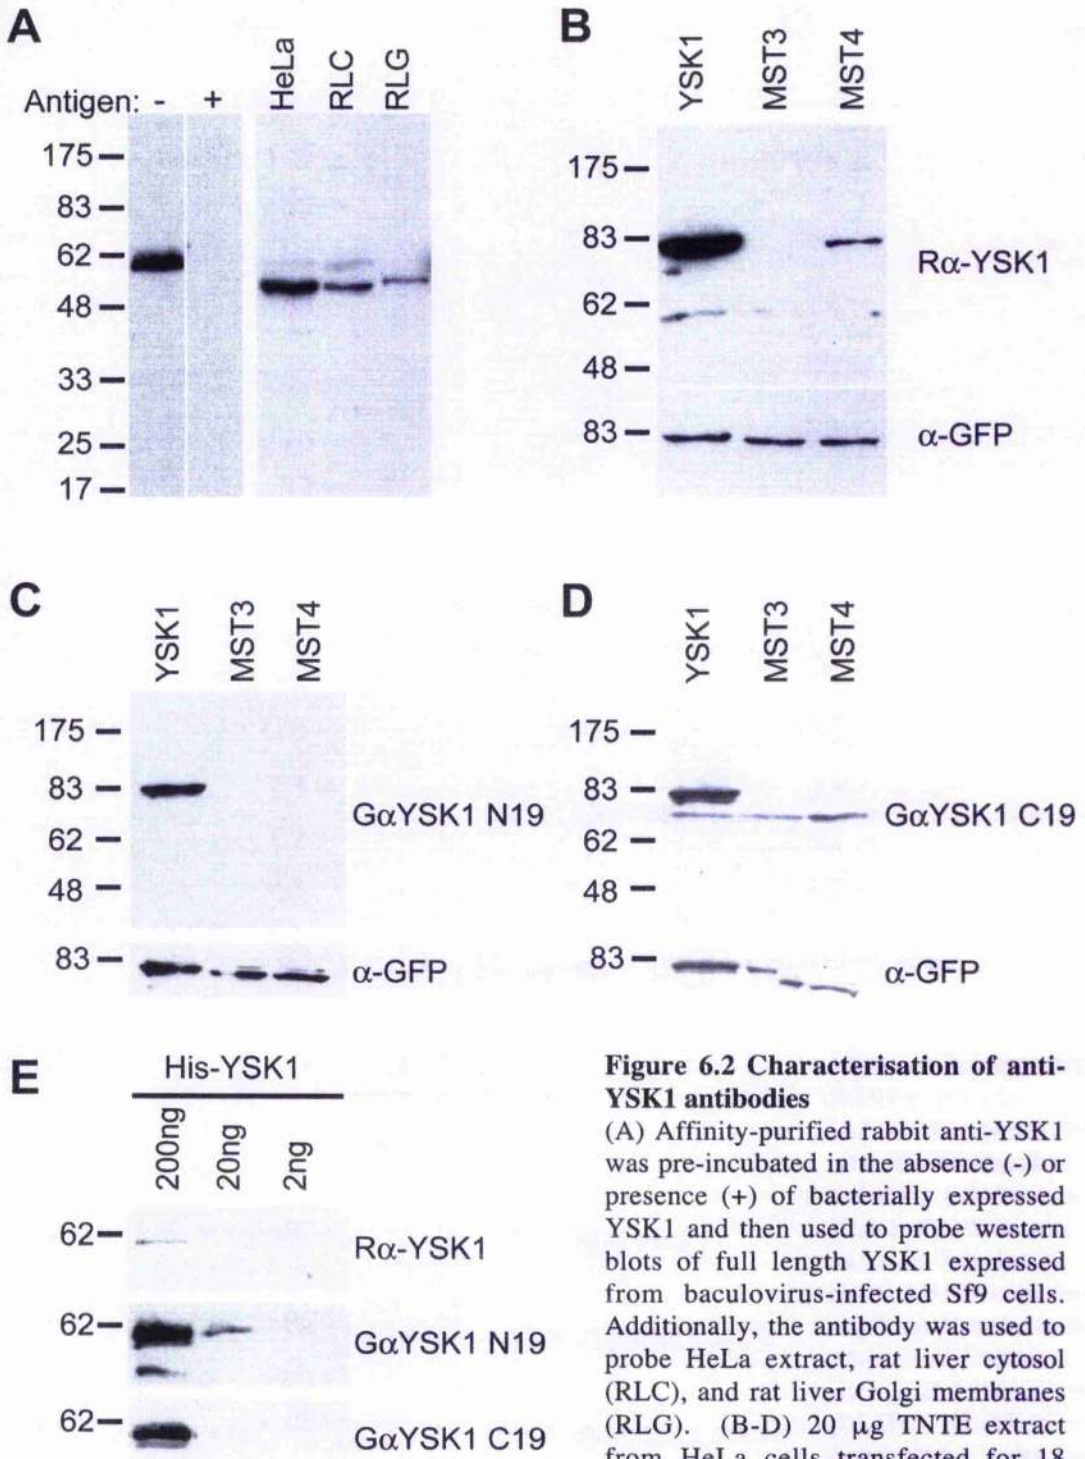 A
Antigen: - + HeLa RLC RLG
175
83
62
48
33
25
17
B
YSK1 MST3 MST4
175
83
62
48
83
Rα-YSK1
α-GFP
C
YSK1 MST3 MST4
175
83
62
48
83
GαYSK1 N19
α-GFP
D
YSK1 MST3 MST4
175
83
62
48
83
GαYSK1 C19
α-GFP
E
His-YSK1
200ng 20ng 2ng
62 Rα-YSK1
62 GαYSK1 N19
62 GαYSK1 C19
Figure 6.2 Characterisation of anti-
YSK1 antibodies
(A) Affinity-purified rabbit anti-YSK1
was pre-incubated in the absence (-) or
presence (+) of bacterially expressed
YSK1 and then used to probe western
blots of full length YSK1 expressed
from baculovirus-infected Sf9 cells.
Additionally, the antibody was used to
probe HeLa extract, rat liver cytosol
(RLC), and rat liver Golgi membranes
(RLG). (B-D) 20 µg TNTE extract
from HeLa cells transfected for 18